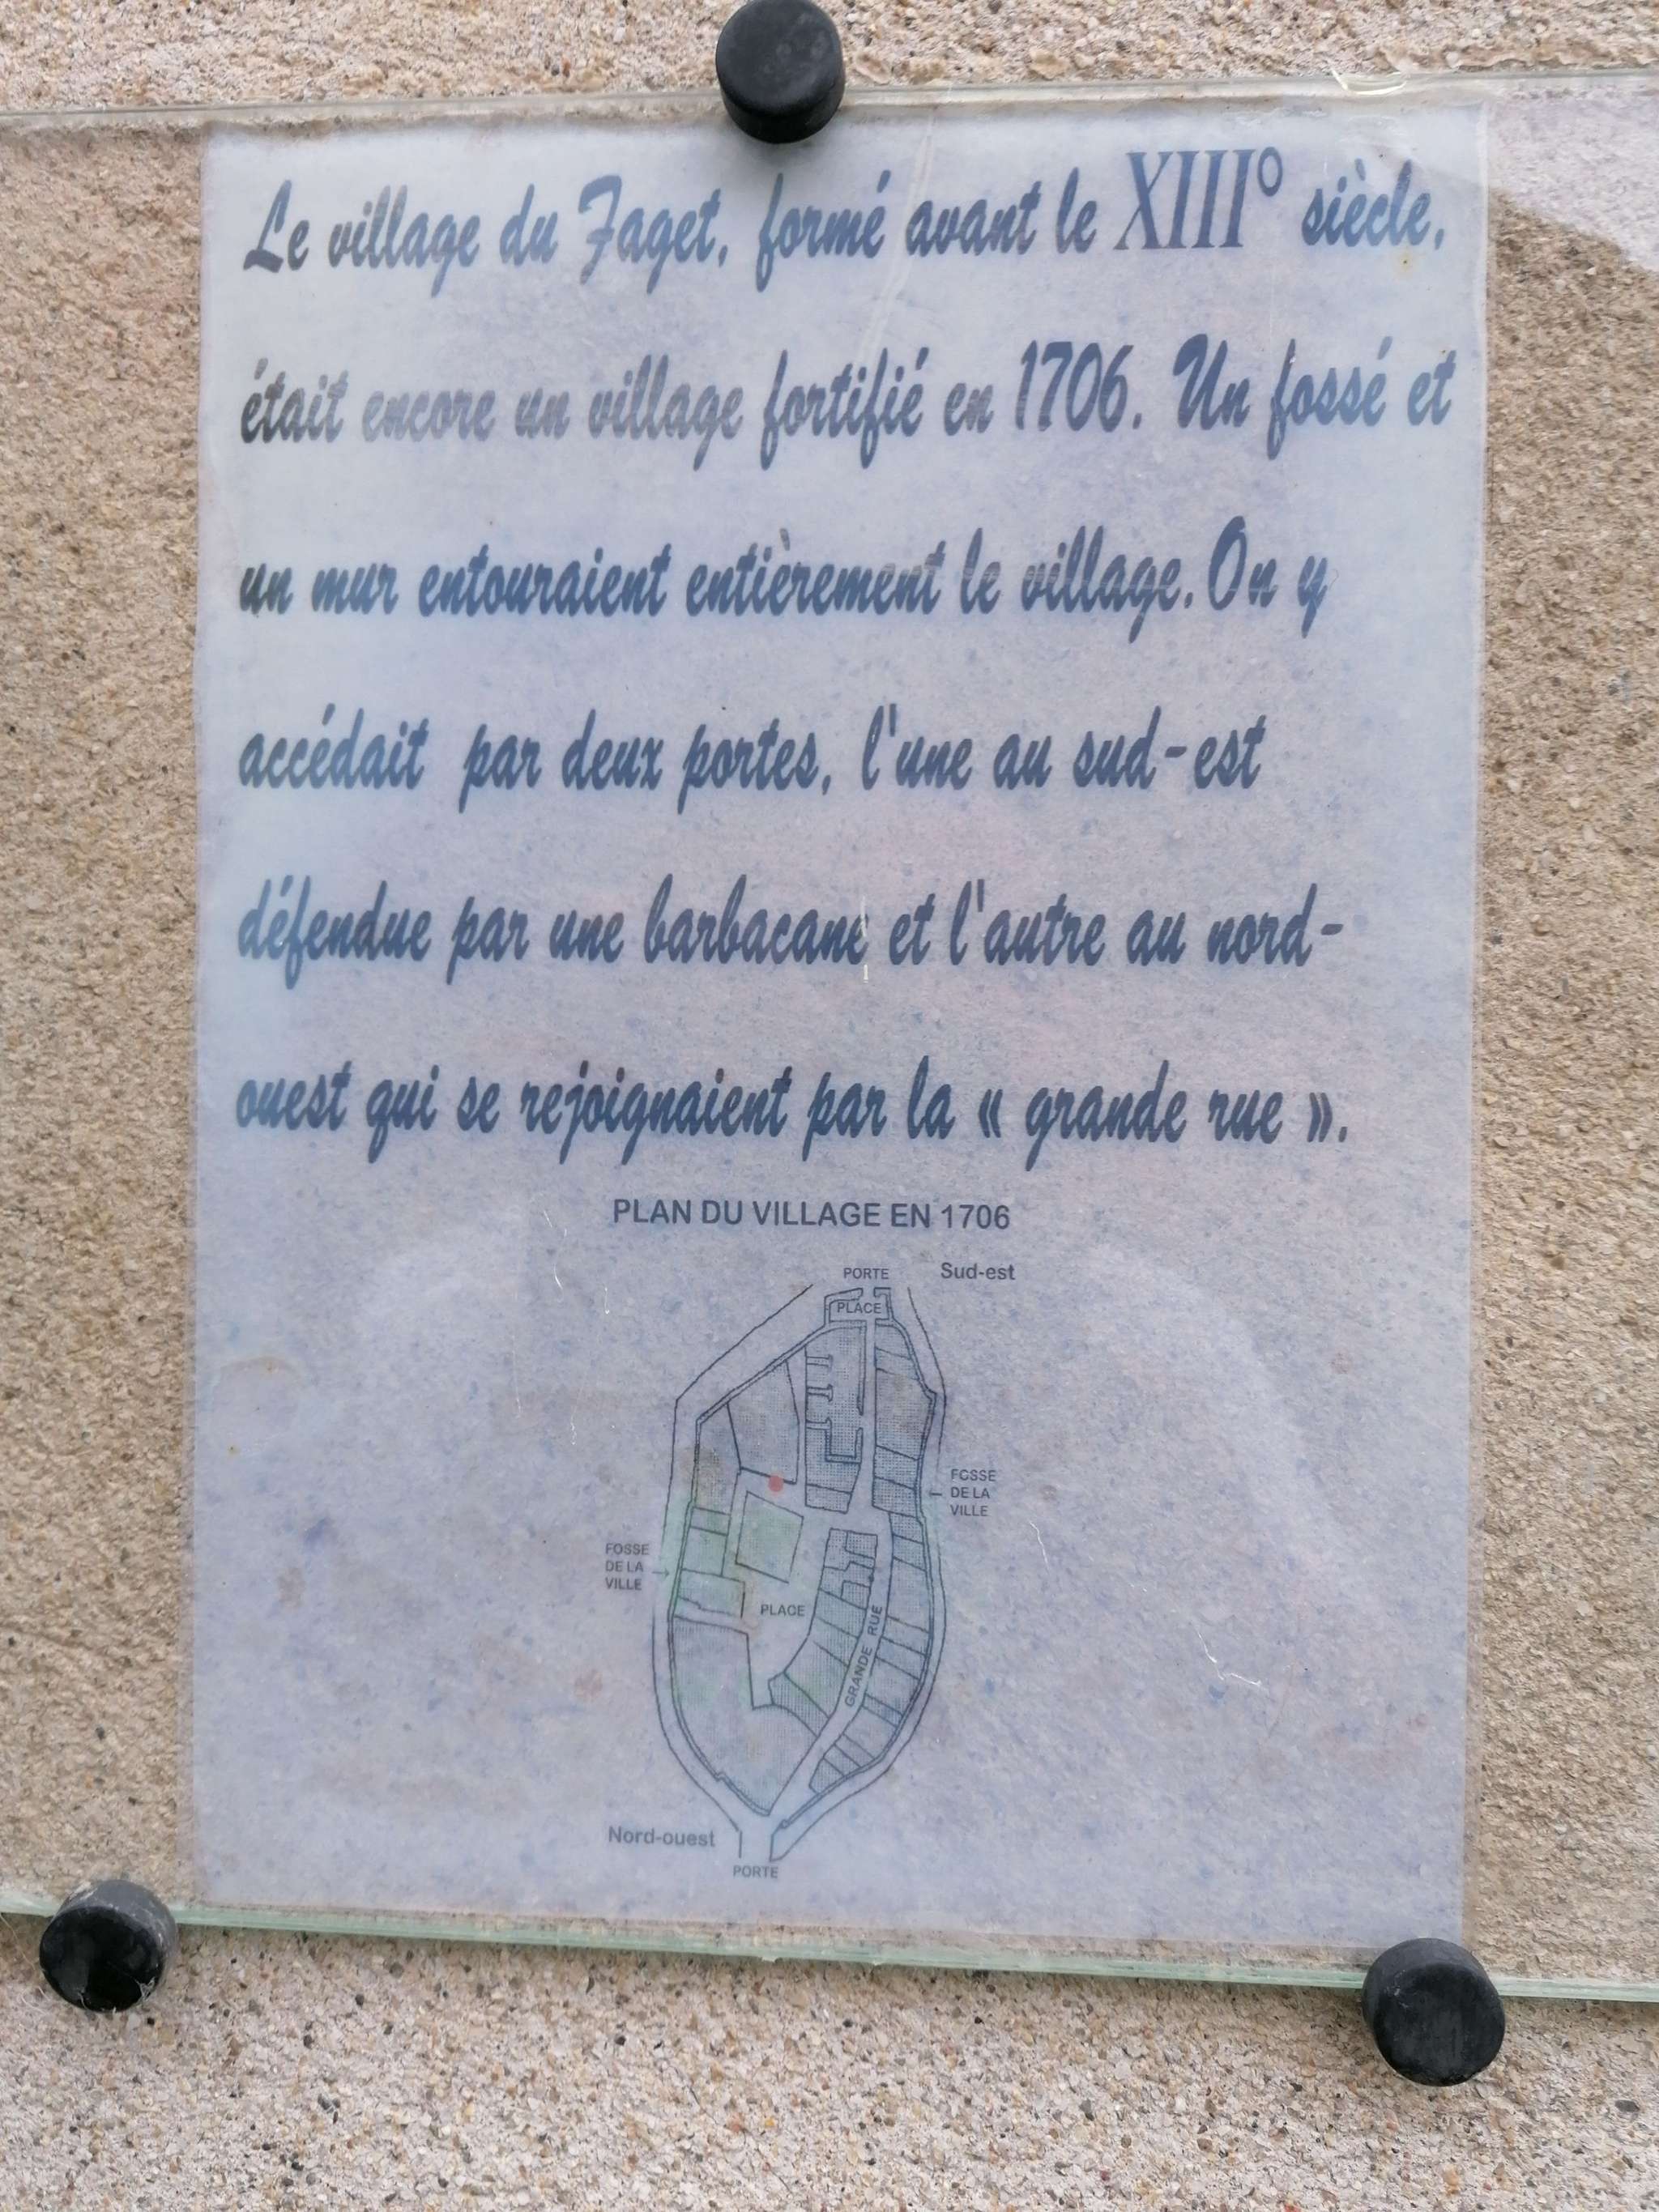 Le village du Faget, formé avant le XIII° siècle,
était encore un village fortifié en 1706. Un fossé et
un mur entouraient entièrement le village. On y
accédait par deux portes, l'une au sud-est
défendue par une barbacane et l'autre au nord-
ouest qui se rejoignaient par la « grande rue ».
PLAN DU VILLAGE EN 1706
PORTE Sud-est
PLACE
FOSSE
DE LA
VILLE
FOSSE
DE LA
VILLE
PLACE
GRANDE RUE
Nord-ouest
PORTE